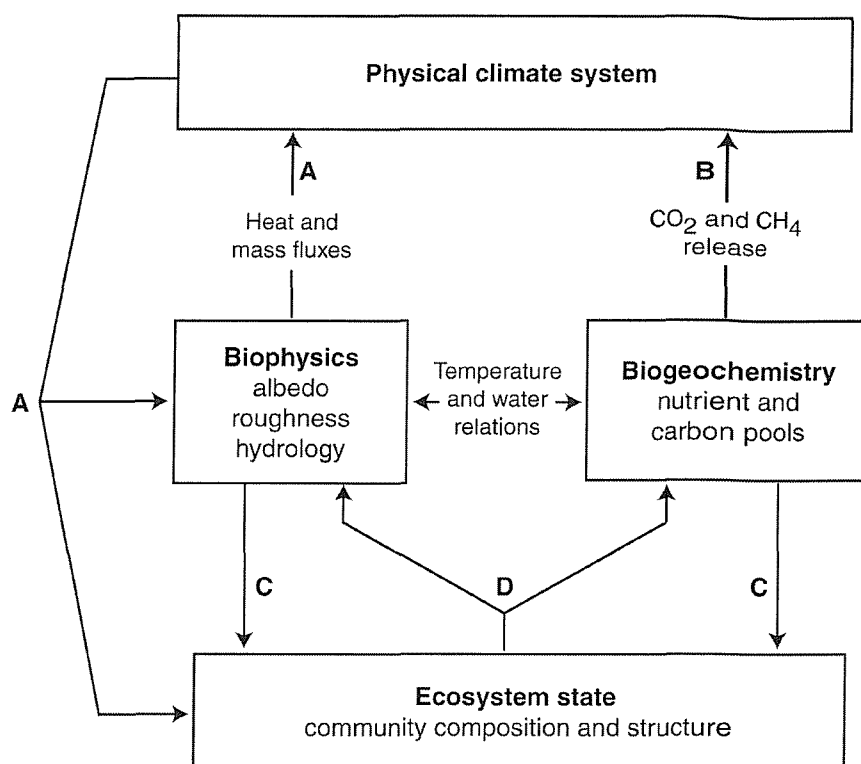 Physical climate system
A
B
Heat and
mass fluxes
CO₂ and CH₄
release
Biophysics
albedo
roughness
hydrology
Temperature
and water
relations
Biogeochemistry
nutrient and
carbon pools
A
C
D
C
Ecosystem state
community composition and structure